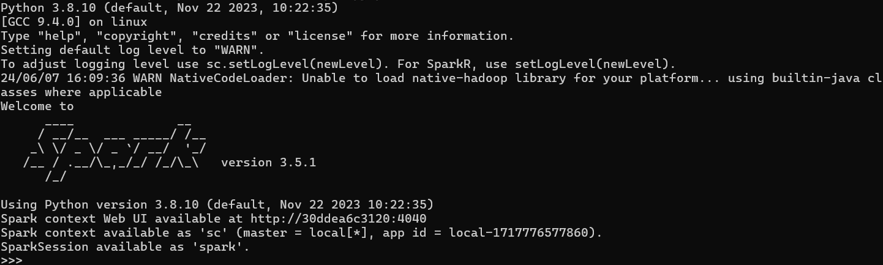 Python 3.8.10 (default, Nov 22 2023, 10:22:35)
[GCC 9.4.0] on linux
Type "help", "copyright", "credits" or "license" for more information.
Setting default log level to "WARN".
To adjust logging level use sc.setLogLevel(newLevel). For SparkR, use setLogLevel(newLevel).
24/06/07 16:09:36 WARN NativeCodeLoader: Unable to load native-hadoop library for your platform... using builtin-java cl
asses where applicable
Welcome to
      ____              __
     / __/__  ___ _____/ /__
    _\ \/ _ \/ _ `/ __/  '_/
   /__ / .__/\_,_/_/ /_/\_\   version 3.5.1
      /_/
Using Python version 3.8.10 (default, Nov 22 2023 10:22:35)
Spark context Web UI available at http://30ddea6c3120:4040
Spark context available as 'sc' (master = local[*], app id = local-1717776577860).
SparkSession available as 'spark'.
>>>